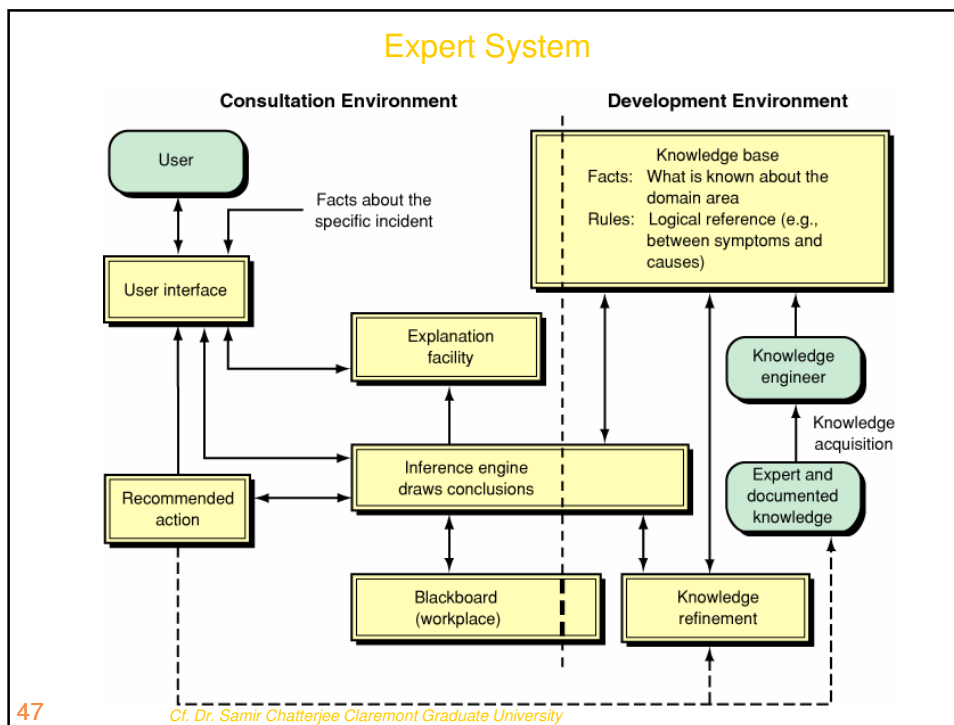 Expert System
Consultation Environment
Development Environment
User
Facts about the
specific incident
User interface
Knowledge base
Facts: What is known about the
domain area
Rules: Logical reference (e.g.,
between symptoms and
causes)
Explanation
facility
Knowledge
engineer
Knowledge
acquisition
Inference engine
draws conclusions
Expert and
documented
knowledge
Recommended
action
Blackboard
(workplace)
Knowledge
refinement
47
Cf. Dr. Samir Chatterjee Claremont Graduate University